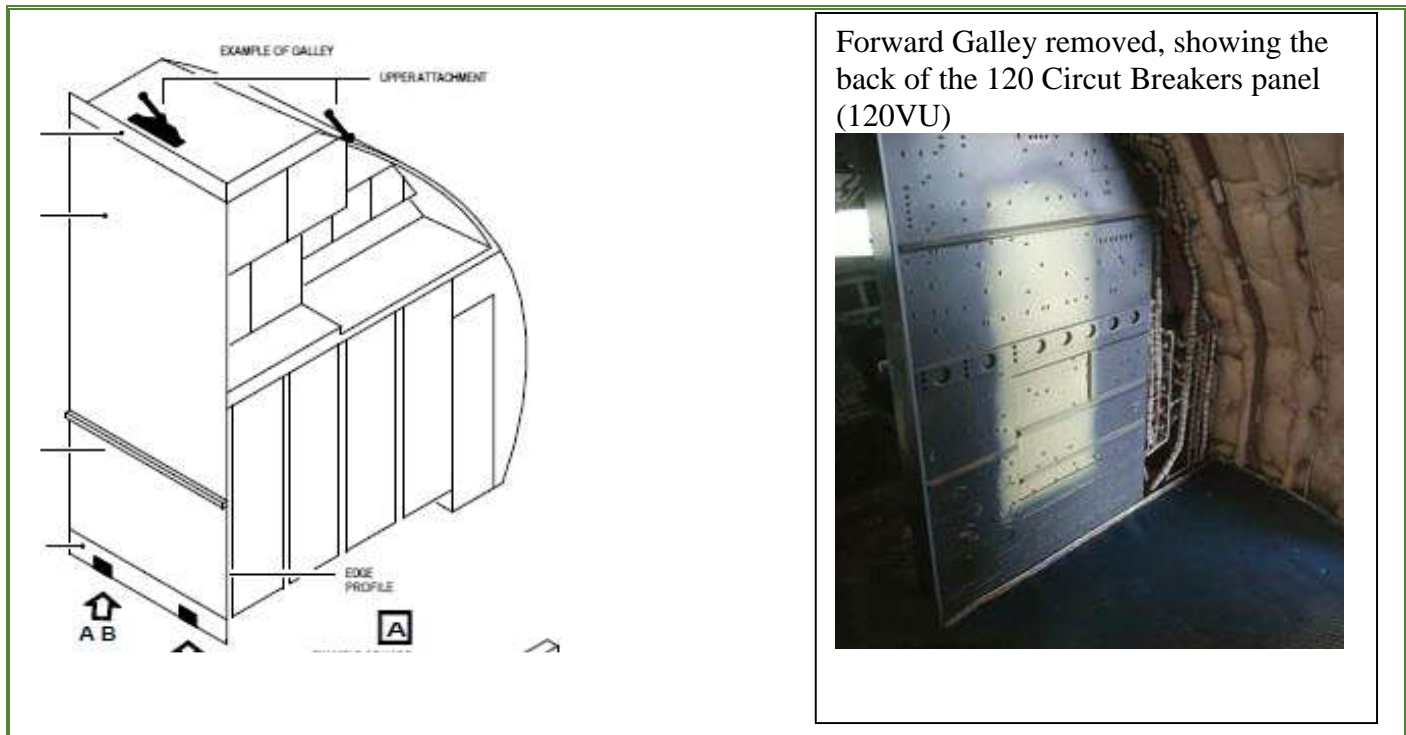 EXAMPLE OF GALLEY
UPPER ATTACHMENT
EDGE
PROFILE
A B
A
Forward Galley removed, showing the
back of the 120 Circut Breakers panel
(120VU)